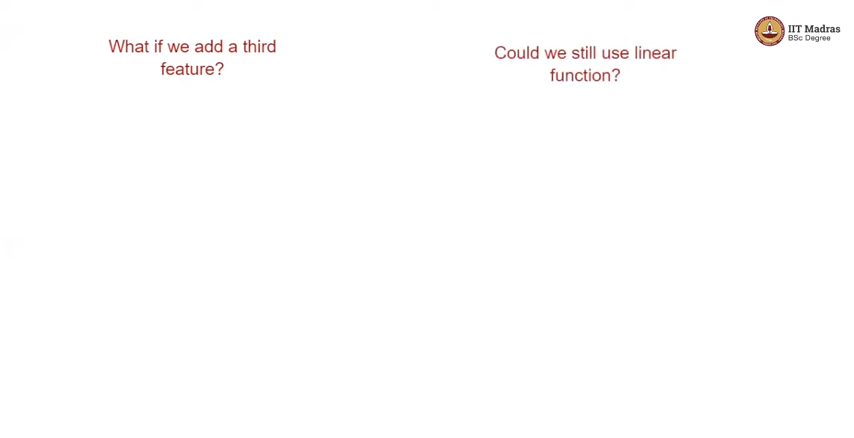 What if we add a third
feature?
Could we still use linear
function?
IIT Madras
BSc Degree